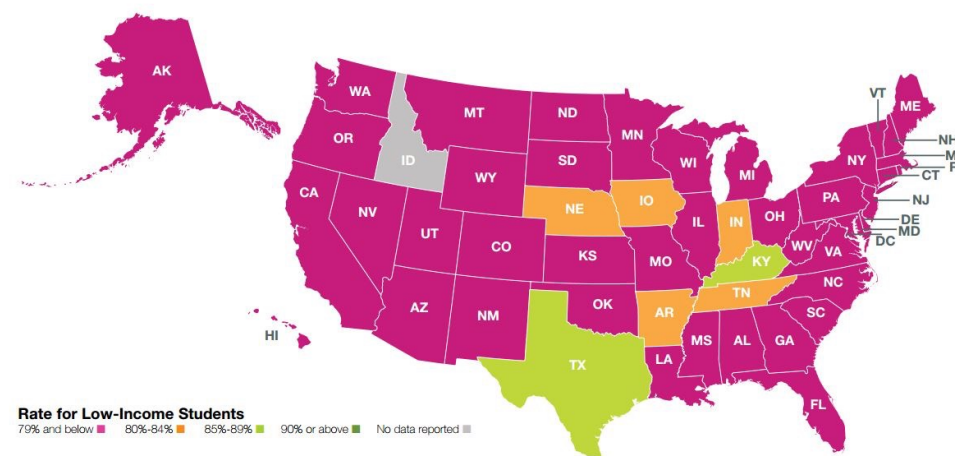 AK
WA
MT
ND
MN
VT
ME
OR
ID
SD
WI
MI
NY
NH
M
WY
CT
CA
NV
NE
IO
PA
NJ
UT
CO
IL
IN
OH
DE
MD
WV
VA
DC
KS
MO
KY
NC
TN
AZ
NM
OK
AR
SC
HI
MS
AL
GA
LA
TX
FL
Rate for Low-Income Students
79% and below 80%-84% 85%-89% 90% or above No data reported